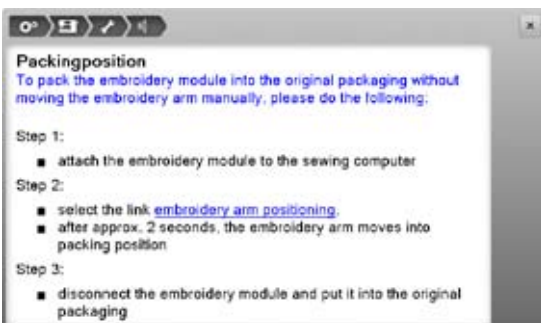 Packingposition
To pack the embroidery module into the original packaging without
moving the embroidery arm manually, please do the following:
Step 1:
■ attach the embroidery module to the sewing computer
Step 2:
■ select the link embroidery arm positioning.
■ after approx. 2 seconds, the embroidery arm moves into
packing position
Step 3:
■ disconnect the embroidery module and put it into the original
packaging